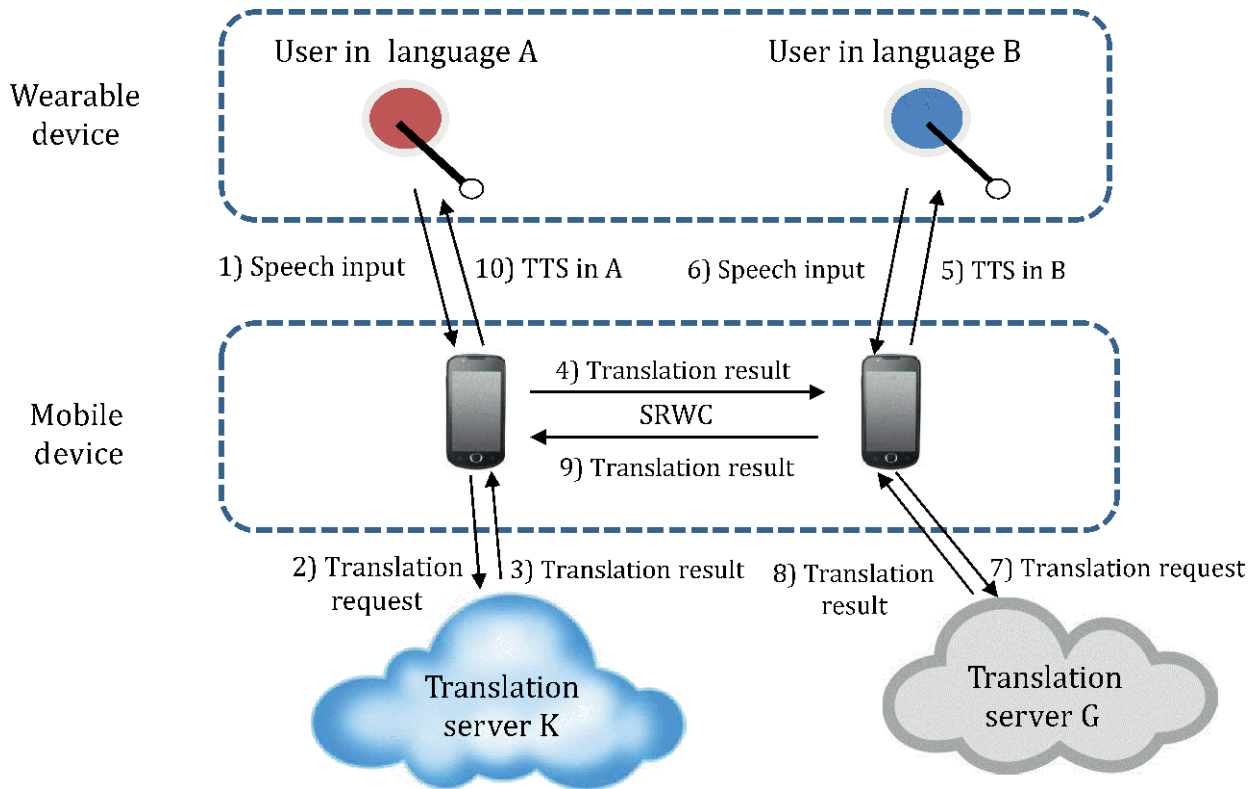 User in language A
User in language B
Wearable
device
1) Speech input
10) TTS in A
6) Speech input
5) TTS in B
4) Translation result
SRWC
9) Translation result
Mobile
device
2) Translation
request
3) Translation result
8) Translation
result
7) Translation request
Translation
server K
Translation
server G